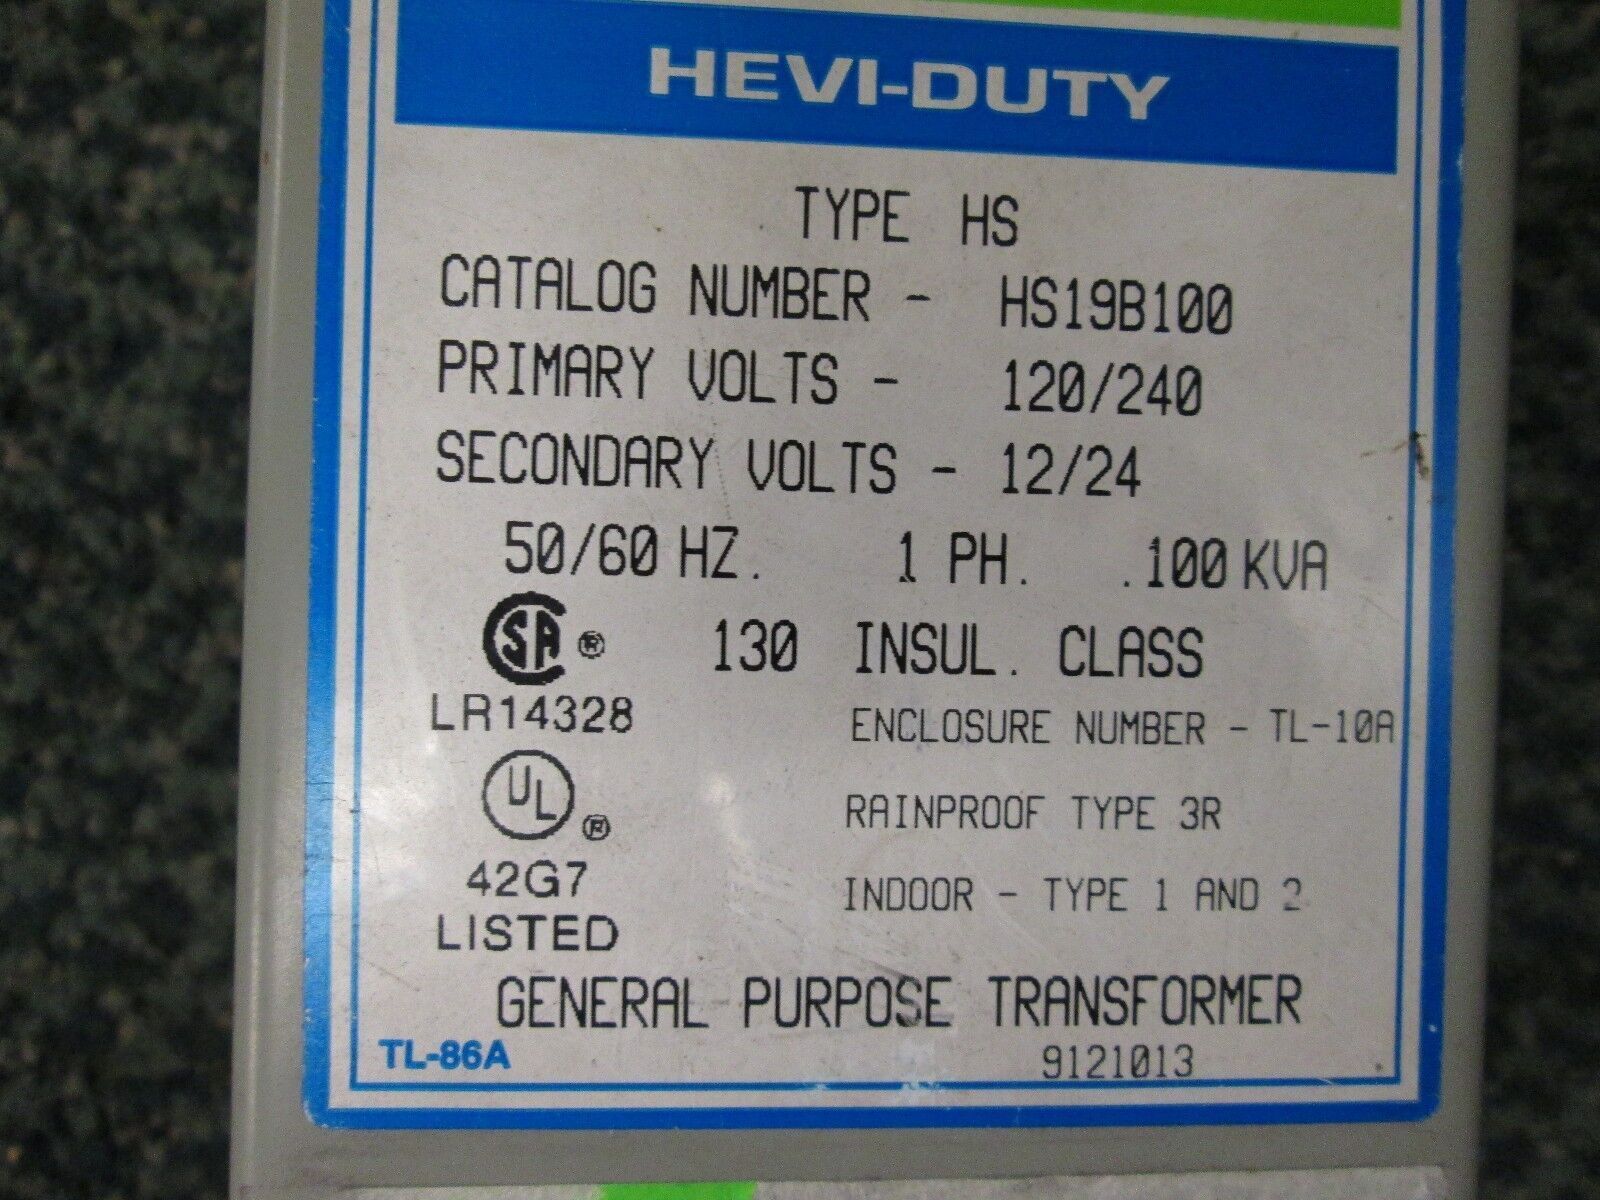 HEVI-DUTY
TYPE HS
CATALOG NUMBER - HS19B100
PRIMARY VOLTS - 120/240
SECONDARY VOLTS - 12/24
50/60 HZ. 1 PH. .100 KVA
SA ® 130 INSUL. CLASS
LR14328
ENCLOSURE NUMBER - TL-10A
UL ®
RAINPROOF TYPE 3R
42G7
INDOOR - TYPE 1 AND 2
LISTED
GENERAL PURPOSE TRANSFORMER
TL-86A 9121013